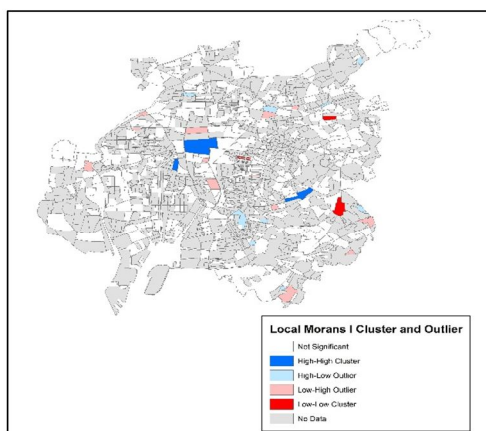 Local Morans I Cluster and Outlier
Not Significant
High-High Cluster
High-Low Outlier
Low-High Outlier
Low-Low Cluster
No Data